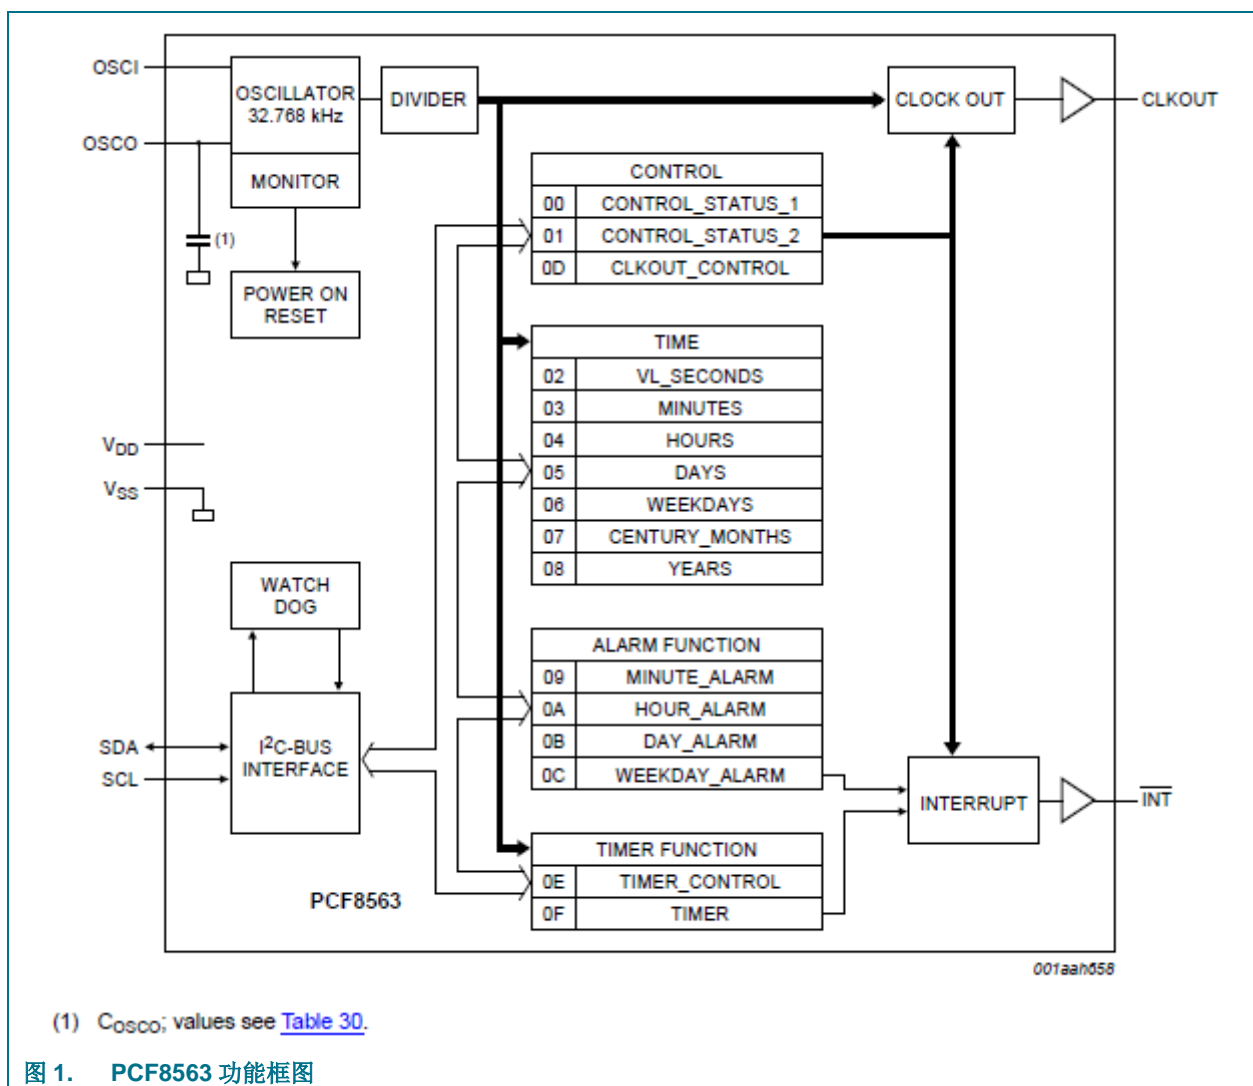 OSCI
OSCO
OSCILLATOR
32.768 kHz
MONITOR
DIVIDER
CLOCK OUT
CLKOUT
(1)
POWER ON
RESET
CONTROL
00 CONTROL_STATUS_1
01 CONTROL_STATUS_2
0D CLKOUT_CONTROL
TIME
02 VL_SECONDS
03 MINUTES
04 HOURS
05 DAYS
06 WEEKDAYS
07 CENTURY_MONTHS
08 YEARS
VDD
VSS
WATCH
DOG
SDA
SCL
I2C-BUS
INTERFACE
ALARM FUNCTION
09 MINUTE_ALARM
0A HOUR_ALARM
0B DAY_ALARM
0C WEEKDAY_ALARM
INTERRUPT
INT
TIMER FUNCTION
0E TIMER_CONTROL
0F TIMER
PCF8563
001aah658
(1) COSCO; values see Table 30.
图 1. PCF8563 功能框图